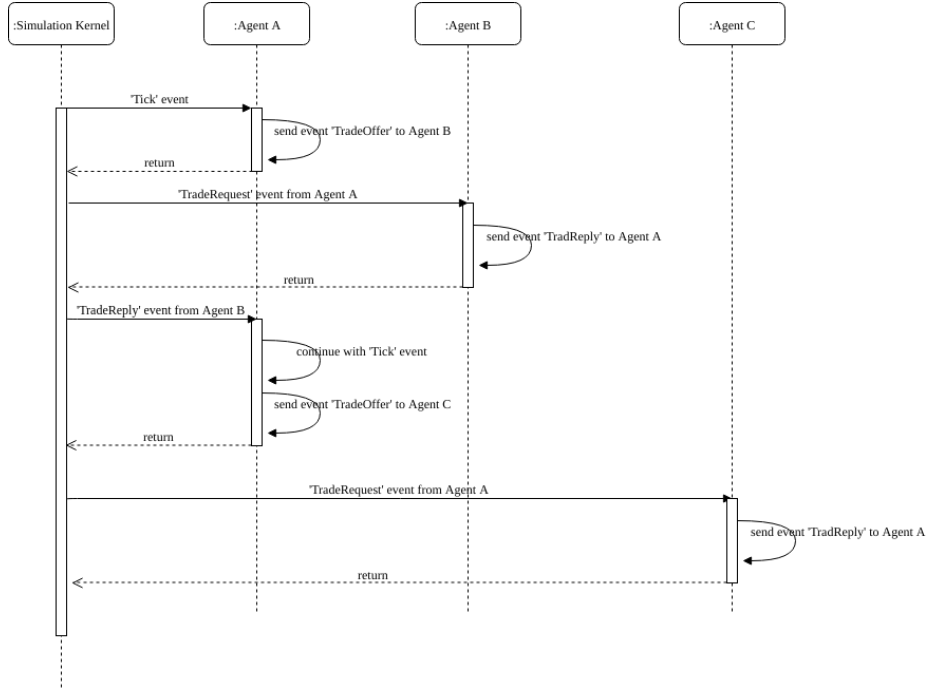 :Simulation Kernel
:Agent A
:Agent B
:Agent C
'Tick' event
send event 'TradeOffer' to Agent B
return
'TradeRequest' event from Agent A
send event 'TradReply' to Agent A
return
'TradeReply' event from Agent B
continue with 'Tick' event
send event 'TradeOffer' to Agent C
return
'TradeRequest' event from Agent A
send event 'TradReply' to Agent A
return